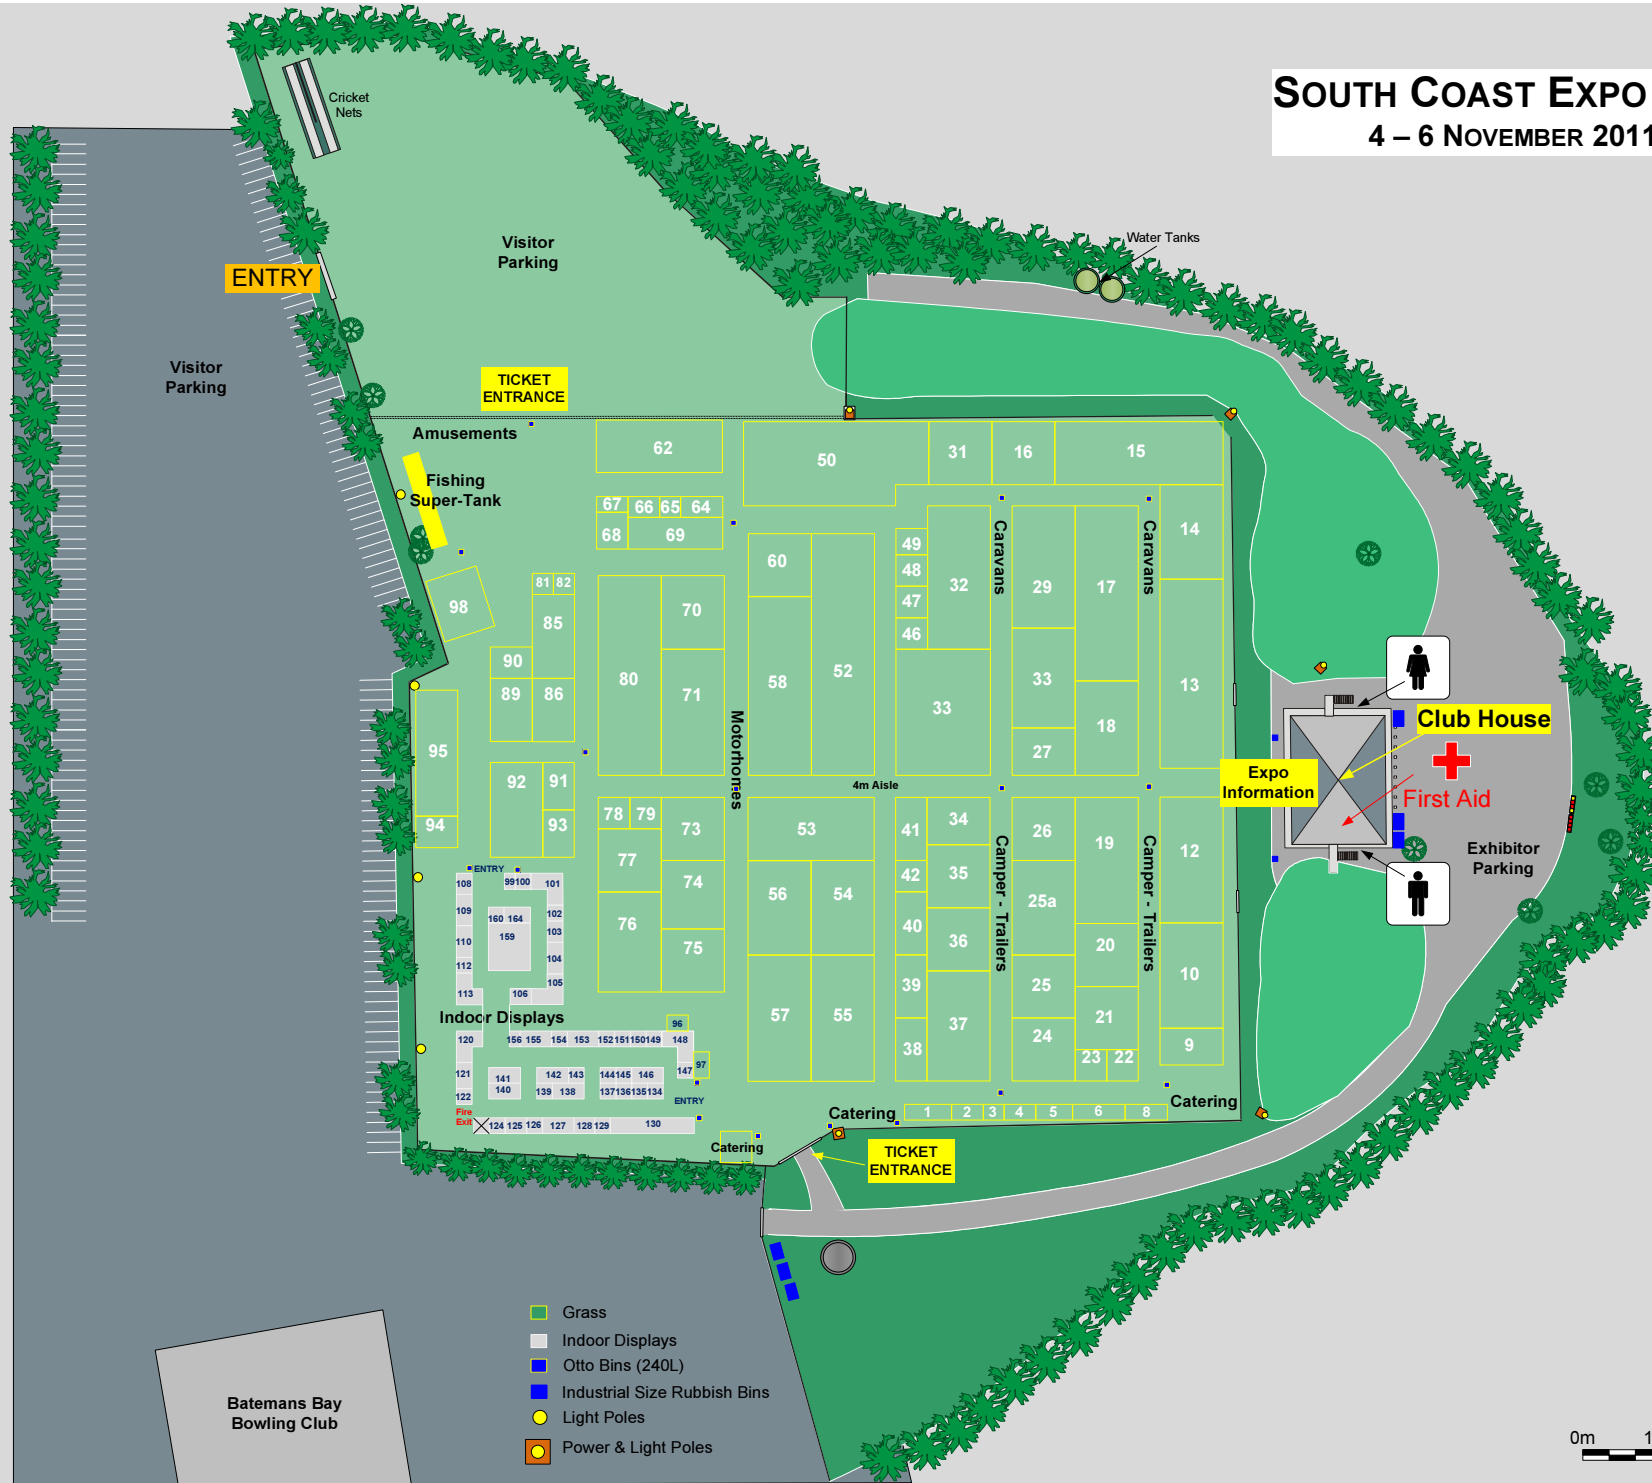 SOUTH COAST EXPO
4 – 6 NOVEMBER 2011
Cricket
Nets
Water Tanks
Visitor
Parking
ENTRY
Visitor
Parking
TICKET
ENTRANCE
Amusements
Fishing
Super-Tank
62
50
31
16
15
67
66
65
64
68
69
60
49
48
47
46
32
Caravans
29
17
Caravans
14
98
81
82
85
90
89
86
80
70
71
58
52
33
33
27
18
13
Motorhomes
95
94
92
91
93
4m Aisle
Club House
Expo
Information
First Aid
Exhibitor
Parking
78
79
73
77
74
76
75
53
56
54
57
55
41
42
40
39
38
34
35
36
37
Camper - Trailers
26
25a
25
24
19
20
21
23
22
Camper - Trailers
12
10
9
ENTRY
108
99
100
101
109
160
164
102
159
103
110
104
112
105
113
106
Indoor Displays
96
120
156
155
154
153
152
151
150
149
148
97
121
141
142
143
144
145
146
147
122
140
139
138
137
136
135
134
ENTRY
Fire
Exit
124
125
126
127
128
129
130
Catering
Catering
1
2
3
4
5
6
8
Catering
TICKET
ENTRANCE
Grass
Indoor Displays
Otto Bins (240L)
Industrial Size Rubbish Bins
Light Poles
Power & Light Poles
Batemans Bay
Bowling Club
0m
1